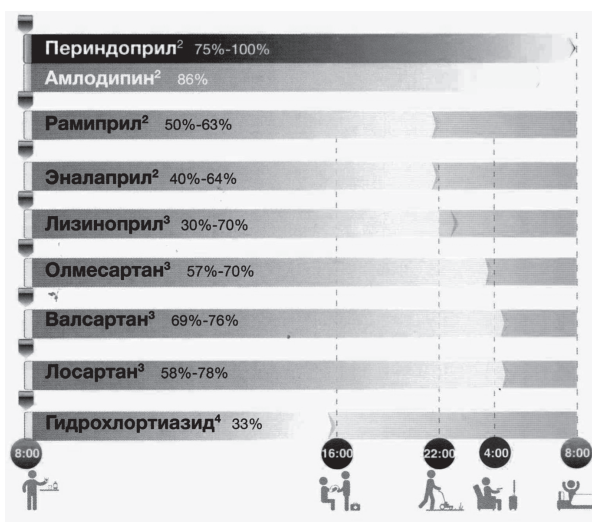 Периндоприл² 75%-100%
Амлодипин² 86%
Рамиприл² 50%-63%
Эналаприл² 40%-64%
Лизиноприл³ 30%-70%
Олмесартан³ 57%-70%
Валсартан³ 69%-76%
Лосартан³ 58%-78%
Гидрохлортиазид⁴ 33%
8:00 16:00 22:00 4:00 8:00